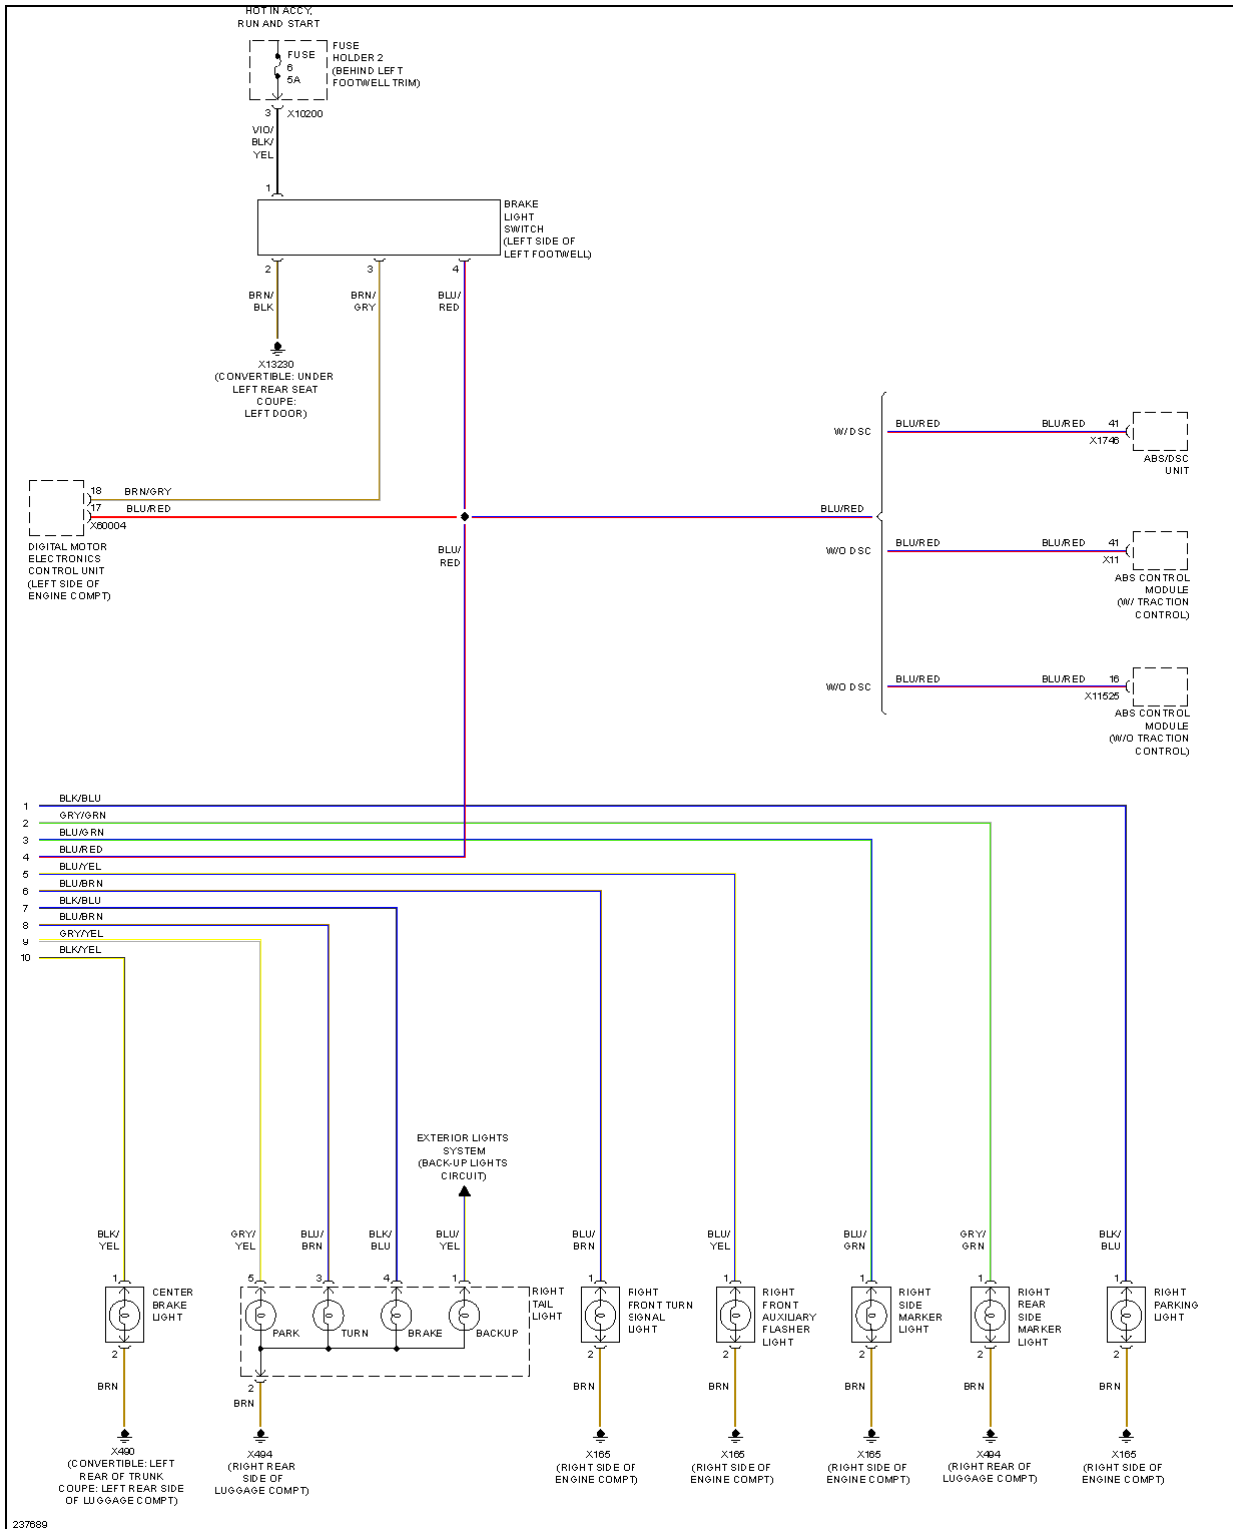 HOT IN ACCY,
RUN AND START
FUSE
6
5A
FUSE
HOLDER 2
(BEHIND LEFT
FOOTWELL TRIM)
3 X10200
VIO/
BLK/
YEL
1
BRAKE
LIGHT
SWITCH
(LEFT SIDE OF
LEFT FOOTWELL)
2 3 4
BRN/
BLK
BRN/
GRY
BLU/
RED
X13230
(CONVERTIBLE: UNDER
LEFT REAR SEAT
COUPE:
LEFT DOOR)
W/DSC
BLU/RED BLU/RED 41
X1746
ABS/DSC
UNIT
18 BRN/GRY
17 BLU/RED
X60004
DIGITAL MOTOR
ELECTRONICS
CONTROL UNIT
(LEFT SIDE OF
ENGINE COMPT)
BLU/RED
BLU/
RED
W/O DSC
BLU/RED BLU/RED 41
X11
ABS CONTROL
MODULE
(W/ TRACTION
CONTROL)
W/O DSC
BLU/RED BLU/RED 16
X11525
ABS CONTROL
MODULE
(W/O TRACTION
CONTROL)
1 BLK/BLU
2 GRY/GRN
3 BLU/GRN
4 BLU/RED
5 BLU/YEL
6 BLU/BRN
7 BLK/BLU
8 BLU/BRN
9 GRY/YEL
10 BLK/YEL
EXTERIOR LIGHTS
SYSTEM
(BACK-UP LIGHTS
CIRCUIT)
BLK/
YEL
GRY/
YEL
BLU/
BRN
BLK/
BLU
BLU/
YEL
BLU/
BRN
BLU/
YEL
BLU/
GRN
GRY/
GRN
BLK/
BLU
1 5 3 4 1 1 1 1 1 1
CENTER
BRAKE
LIGHT
PARK TURN BRAKE BACKUP
RIGHT
TAIL
LIGHT
RIGHT
FRONT TURN
SIGNAL
LIGHT
RIGHT
FRONT
AUXILIARY
FLASHER
LIGHT
RIGHT
SIDE
MARKER
LIGHT
RIGHT
REAR
SIDE
MARKER
LIGHT
RIGHT
PARKING
LIGHT
2 2 2 2 2 2 2
BRN BRN BRN BRN BRN BRN BRN
X490
(CONVERTIBLE: LEFT
REAR OF TRUNK
COUPE: LEFT REAR SIDE
OF LUGGAGE COMPT)
X494
(RIGHT REAR
SIDE OF
LUGGAGE COMPT)
X165
(RIGHT SIDE OF
ENGINE COMPT)
X165
(RIGHT SIDE OF
ENGINE COMPT)
X165
(RIGHT SIDE OF
ENGINE COMPT)
X494
(RIGHT REAR OF
LUGGAGE COMPT)
X165
(RIGHT SIDE OF
ENGINE COMPT)
237689